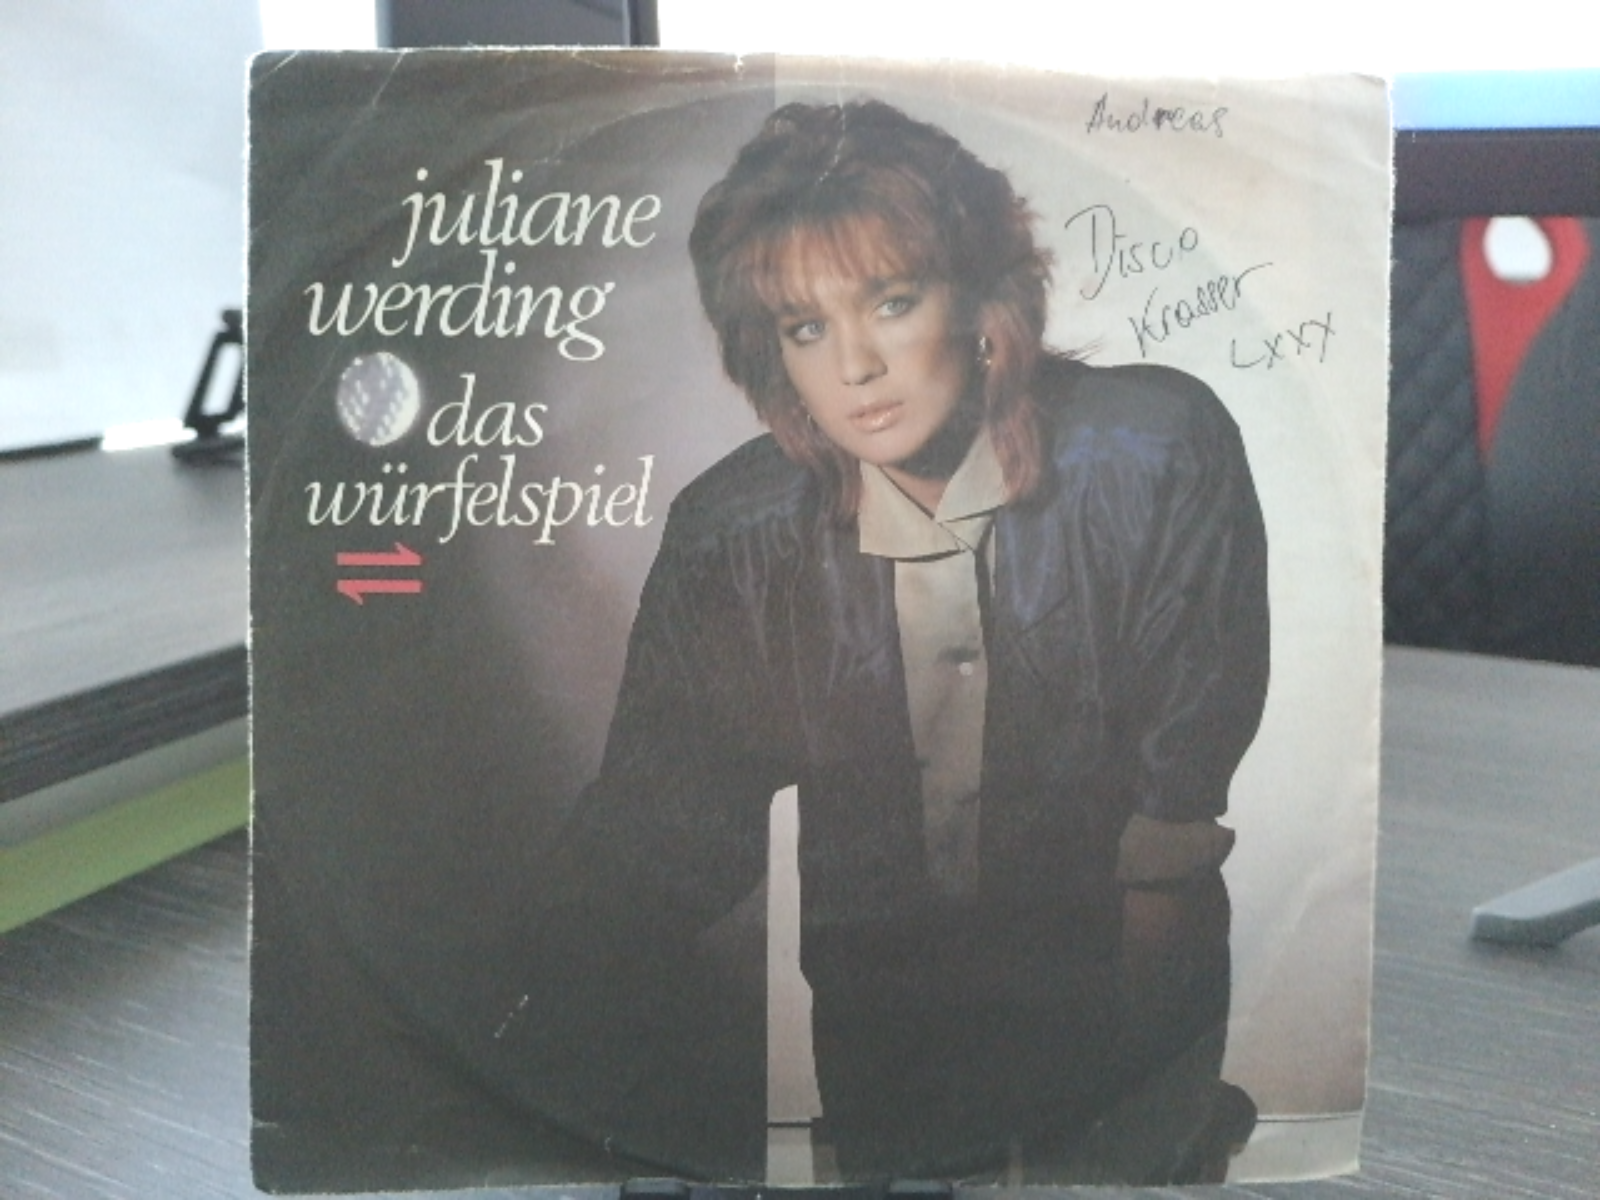 juliane
werding
das
würfelspiel
Andreas
Disco
Krasser
LXXX